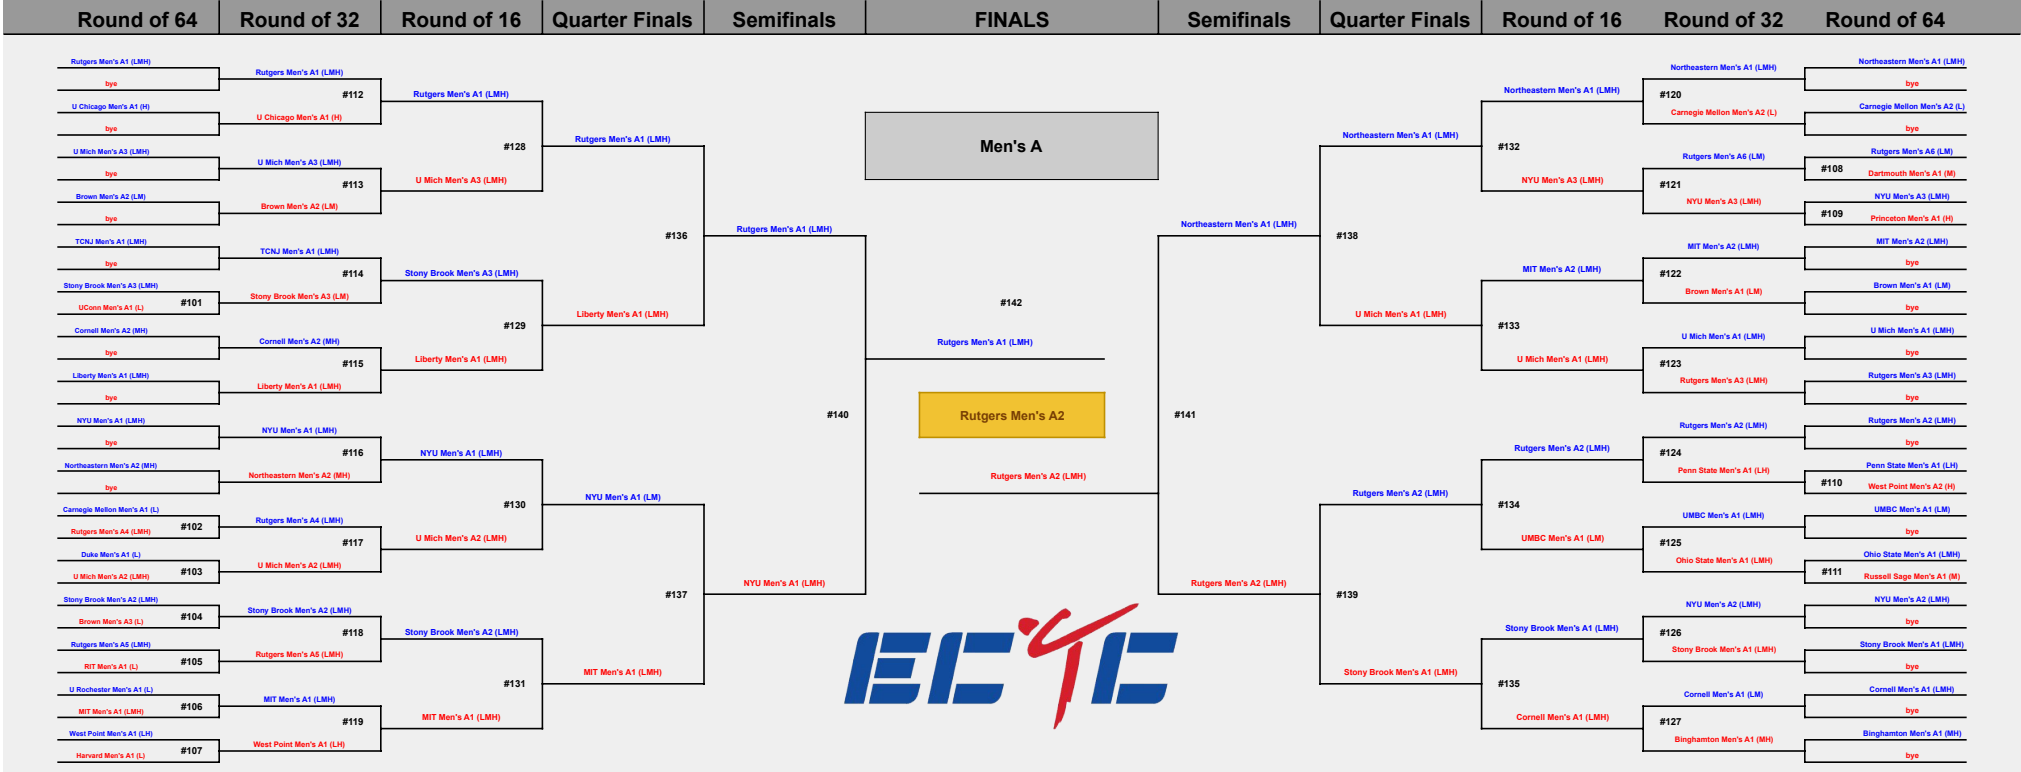 Round of 64 Round of 32 Round of 16 Quarter Finals Semifinals FINALS Semifinals Quarter Finals Round of 16 Round of 32 Round of 64
Rutgers Men's A1 (LMH)
bye
U Chicago Men's A1 (H)
bye
U Mich Men's A3 (LMH)
bye
Brown Men's A2 (LM)
bye
TCNJ Men's A1 (LMH)
bye
Stony Brook Men's A3 (LMH)
#101
UConn Men's A1 (L)
Cornell Men's A2 (MH)
bye
Liberty Men's A1 (LMH)
bye
NYU Men's A1 (LMH)
bye
Northeastern Men's A2 (MH)
bye
Carnegie Mellon Men's A1 (L)
#102
Rutgers Men's A4 (LMH)
Duke Men's A1 (L)
#103
U Mich Men's A2 (LMH)
Stony Brook Men's A2 (LMH)
#104
Brown Men's A3 (L)
Rutgers Men's A5 (LMH)
#105
RIT Men's A1 (L)
U Rochester Men's A1 (L)
#106
MIT Men's A1 (LMH)
West Point Men's A1 (LH)
#107
Harvard Men's A1 (L)
Rutgers Men's A1 (LMH)
#112
U Chicago Men's A1 (H)
U Mich Men's A3 (LMH)
#113
Brown Men's A2 (LM)
TCNJ Men's A1 (LMH)
#114
Stony Brook Men's A3 (LM)
Cornell Men's A2 (MH)
#115
Liberty Men's A1 (LMH)
NYU Men's A1 (LMH)
#116
Northeastern Men's A2 (MH)
Rutgers Men's A4 (LMH)
#117
U Mich Men's A2 (LMH)
Stony Brook Men's A2 (LMH)
#118
Rutgers Men's A5 (LMH)
MIT Men's A1 (LMH)
#119
West Point Men's A1 (LH)
Rutgers Men's A1 (LMH)
#128
U Mich Men's A3 (LMH)
Stony Brook Men's A3 (LMH)
#129
Liberty Men's A1 (LMH)
NYU Men's A1 (LMH)
#130
U Mich Men's A2 (LMH)
Stony Brook Men's A2 (LMH)
#131
MIT Men's A1 (LMH)
Rutgers Men's A1 (LMH)
#136
Liberty Men's A1 (LMH)
NYU Men's A1 (LM)
#137
MIT Men's A1 (LMH)
Rutgers Men's A1 (LMH)
#140
NYU Men's A1 (LMH)
Men's A
#142
Rutgers Men's A1 (LMH)
Rutgers Men's A2
Rutgers Men's A2 (LMH)
ECTC
Northeastern Men's A1 (LMH)
#141
Rutgers Men's A2 (LMH)
Northeastern Men's A1 (LMH)
#138
U Mich Men's A1 (LMH)
Rutgers Men's A2 (LMH)
#139
Stony Brook Men's A1 (LMH)
Northeastern Men's A1 (LMH)
#132
NYU Men's A3 (LMH)
MIT Men's A2 (LMH)
#133
U Mich Men's A1 (LMH)
Rutgers Men's A2 (LMH)
#134
UMBC Men's A1 (LM)
Stony Brook Men's A1 (LMH)
#135
Cornell Men's A1 (LMH)
Northeastern Men's A1 (LMH)
#120
Carnegie Mellon Men's A2 (L)
Rutgers Men's A6 (LM)
#121
NYU Men's A3 (LMH)
MIT Men's A2 (LMH)
#122
Brown Men's A1 (LM)
U Mich Men's A1 (LMH)
#123
Rutgers Men's A3 (LMH)
Rutgers Men's A2 (LMH)
#124
Penn State Men's A1 (LH)
UMBC Men's A1 (LMH)
#125
Ohio State Men's A1 (LMH)
NYU Men's A2 (LMH)
#126
Stony Brook Men's A1 (LMH)
Cornell Men's A1 (LM)
#127
Binghamton Men's A1 (MH)
Northeastern Men's A1 (LMH)
bye
Carnegie Mellon Men's A2 (L)
bye
Rutgers Men's A6 (LM)
#108
Dartmouth Men's A1 (M)
NYU Men's A3 (LMH)
#109
Princeton Men's A1 (H)
MIT Men's A2 (LMH)
bye
Brown Men's A1 (LM)
bye
U Mich Men's A1 (LMH)
bye
Rutgers Men's A3 (LMH)
bye
Rutgers Men's A2 (LMH)
bye
Penn State Men's A1 (LH)
#110
West Point Men's A2 (H)
UMBC Men's A1 (LM)
bye
Ohio State Men's A1 (LMH)
#111
Russell Sage Men's A1 (M)
NYU Men's A2 (LMH)
bye
Stony Brook Men's A1 (LMH)
bye
Cornell Men's A1 (LMH)
bye
Binghamton Men's A1 (MH)
bye